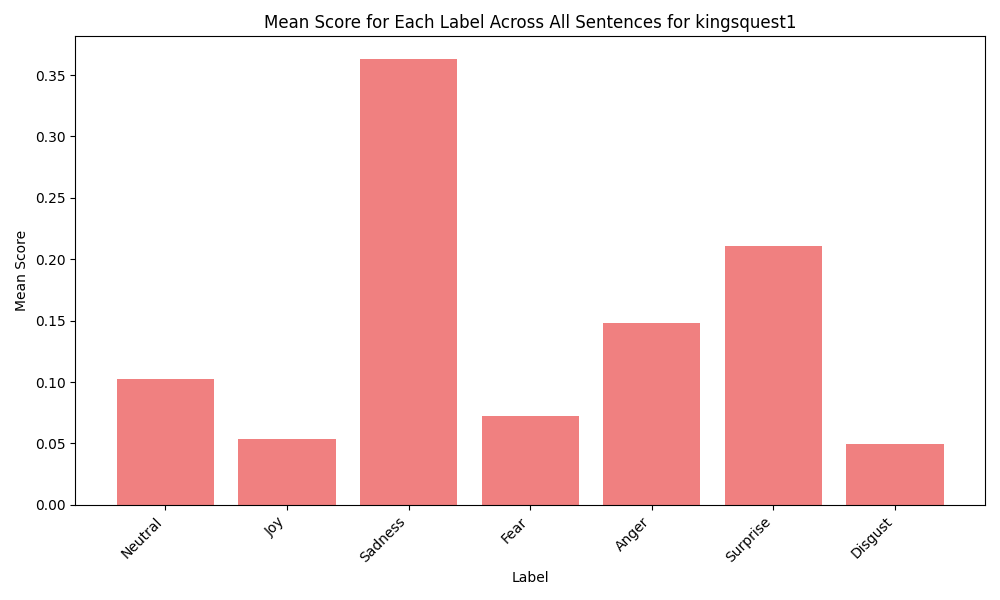 Mean Score for Each Label Across All Sentences for kingsquest1
Mean Score
0.35
0.30
0.25
0.20
0.15
0.10
0.05
0.00
Neutral
Joy
Sadness
Fear
Anger
Surprise
Disgust
Label